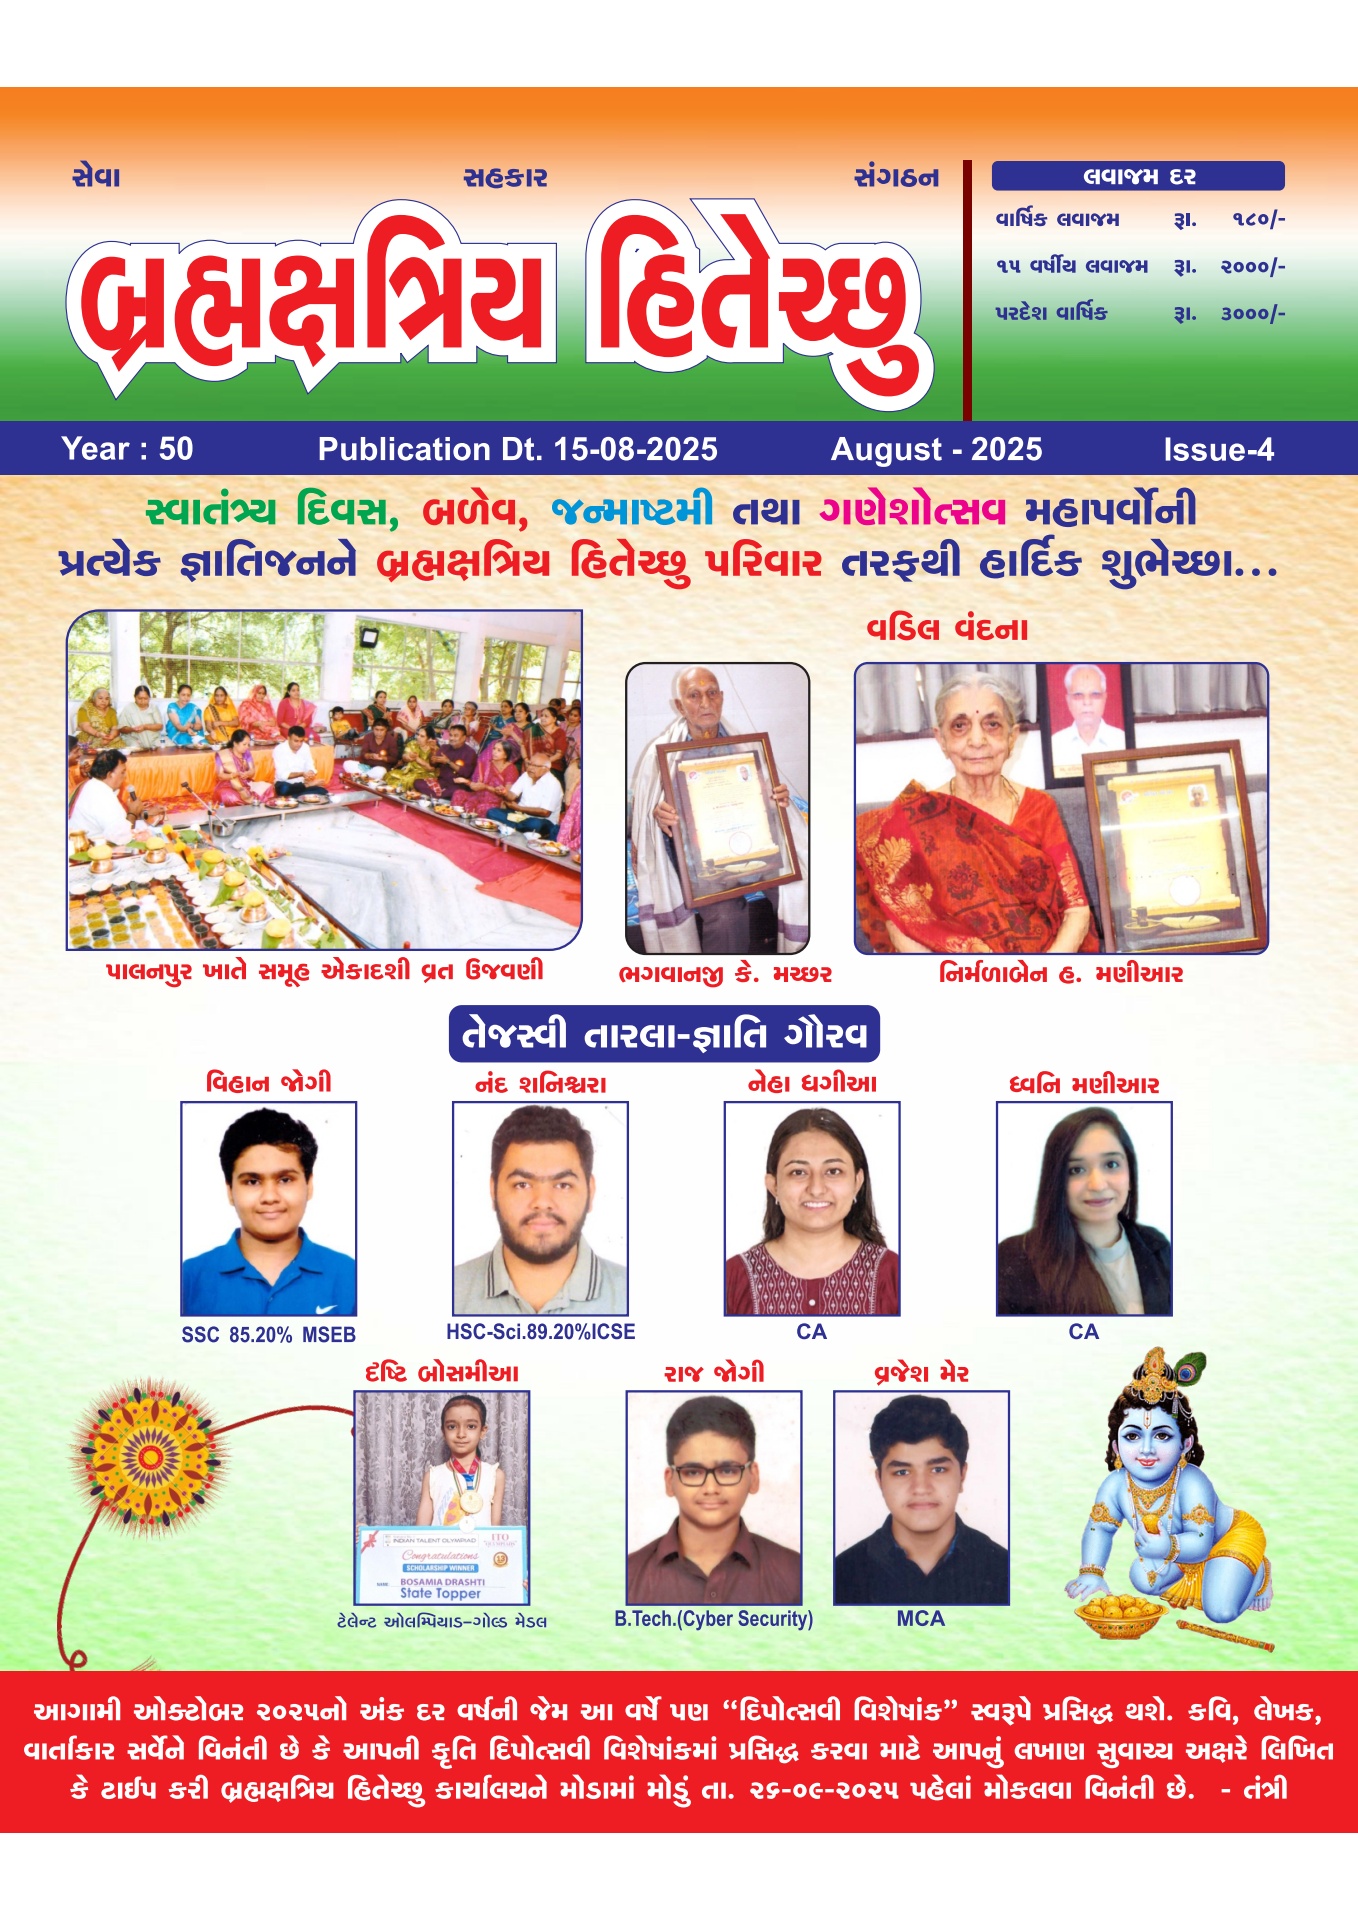 સેવા સહકાર સંગઠન
બ્રહ્મક્ષત્રિય હિતેચ્છુ
લવાજમ દર
વાર્ષિક લવાજમ રૂા. ૧૮૦/-
૧૫ વર્ષીય લવાજમ રૂા. ૨૦૦૦/-
પરદેશ વાર્ષિક રૂા. ૩૦૦૦/-
Year : 50 Publication Dt. 15-08-2025 August - 2025 Issue-4
સ્વાતંત્ર્ય દિવસ, બળેવ, જન્માષ્ટમી તથા ગણેશોત્સવ મહાપર્વોની
પ્રત્યેક જ્ઞાતિજનને બ્રહ્મક્ષત્રિય હિતેચ્છુ પરિવાર તરફથી હાર્દિક શુભેચ્છા...
વડિલ વંદના
પાલનપુર ખાતે સમૂહ એકાદશી વ્રત ઉજવણી
ભગવાનજી કે. મચ્છર
નિર્મળાબેન હ. મણીઆર
તેજસ્વી તારલા-જ્ઞાતિ ગૌરવ
વિહાન જોગી નંદ શનિશ્ચરા નેહા ધગીઆ ધ્વનિ મણીઆર
SSC 85.20% MSEB HSC-Sci.89.20%ICSE CA CA
દૃષ્ટિ બોસમીઆ રાજ જોગી વ્રજેશ મેર
INDIAN TALENT OLYMPIAD
ITO
Congratulations
SCHOLARSHIP WINNER
BOSAMIA DRASHTI
State Topper
ટેલેન્ટ ઓલમ્પિયાડ-ગોલ્ડ મેડલ B.Tech.(Cyber Security) MCA
આગામી ઓક્ટોબર ૨૦૨૫નો અંક દર વર્ષની જેમ આ વર્ષે પણ “દિપોત્સવી વિશેષાંક” સ્વરૂપે પ્રસિદ્ધ થશે. કવિ, લેખક,
વાર્તાકાર સર્વેને વિનંતી છે કે આપની કૃતિ દિપોત્સવી વિશેષાંકમાં પ્રસિદ્ધ કરવા માટે આપનું લખાણ સુવાચ્ય અક્ષરે લિખિત
કે ટાઈપ કરી બ્રહ્મક્ષત્રિય હિતેચ્છુ કાર્યાલયને મોડામાં મોડું તા. ૨૬-૦૯-૨૦૨૫ પહેલાં મોકલવા વિનંતી છે. - તંત્રી